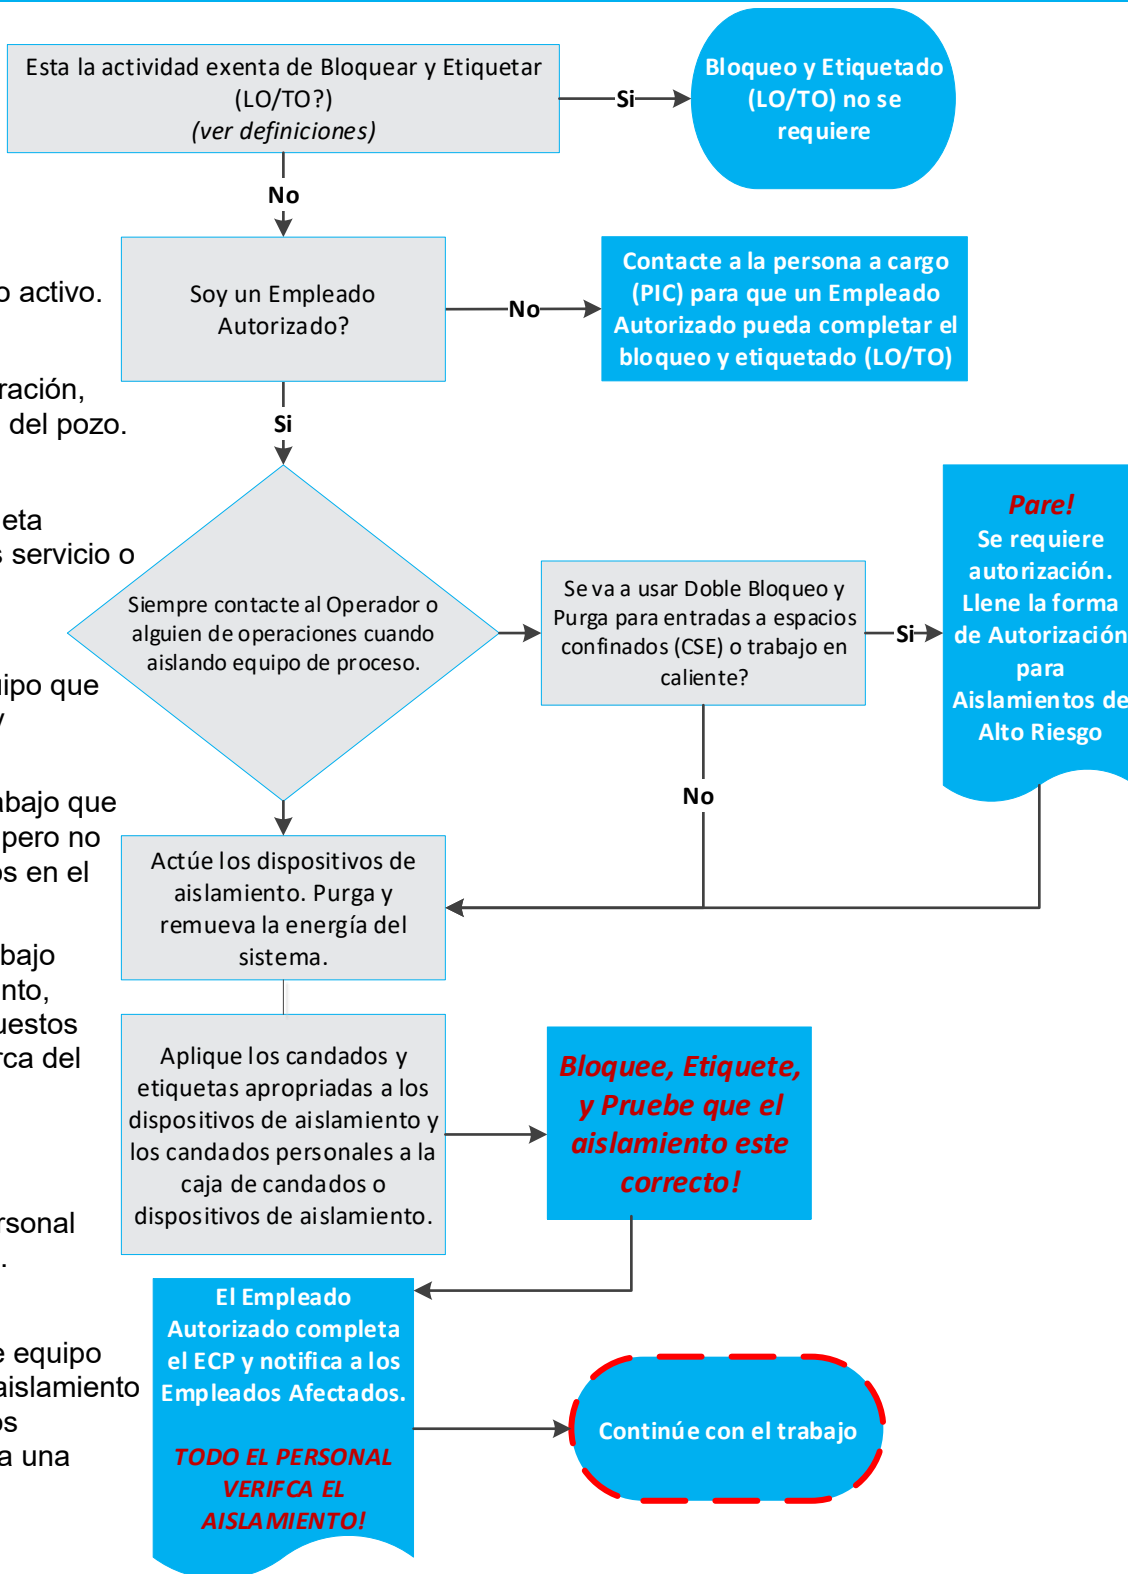 Esta la actividad exenta de Bloquear y Etiquetar
(LO/TO?)
(ver definiciones)
Si
Bloqueo y Etiquetado
(LO/TO) no se
requiere
No
Soy un Empleado
Autorizado?
No
Contacte a la persona a cargo
(PIC) para que un Empleado
Autorizado pueda completar el
bloqueo y etiquetado (LO/TO)
Si
Siempre contacte al Operador o
alguien de operaciones cuando
aislando equipo de proceso.
Se va a usar Doble Bloqueo y
Purga para entradas a espacios
confinados (CSE) o trabajo en
caliente?
Si
Pare!
Se requiere
autorización.
Llene la forma
de Autorización
para
Aislamientos de
Alto Riesgo
No
Actúe los dispositivos de
aislamiento. Purga y
remueva la energía del
sistema.
Aplique los candados y
etiquetas apropiadas a los
dispositivos de aislamiento y
los candados personales a la
caja de candados o
dispositivos de aislamiento.
Bloquee, Etiquete,
y Pruebe que el
aislamiento este
correcto!
El Empleado
Autorizado completa
el ECP y notifica a los
Empleados Afectados.
TODO EL PERSONAL
VERIFCA EL
AISLAMIENTO!
Continúe con el trabajo
o activo.
ración,
del pozo.
eta
s servicio o
uipo que
y
abajo que
pero no
os en el
bajo
nto,
uestos
rca del
rsonal
.
e equipo
aislamiento
os
a una